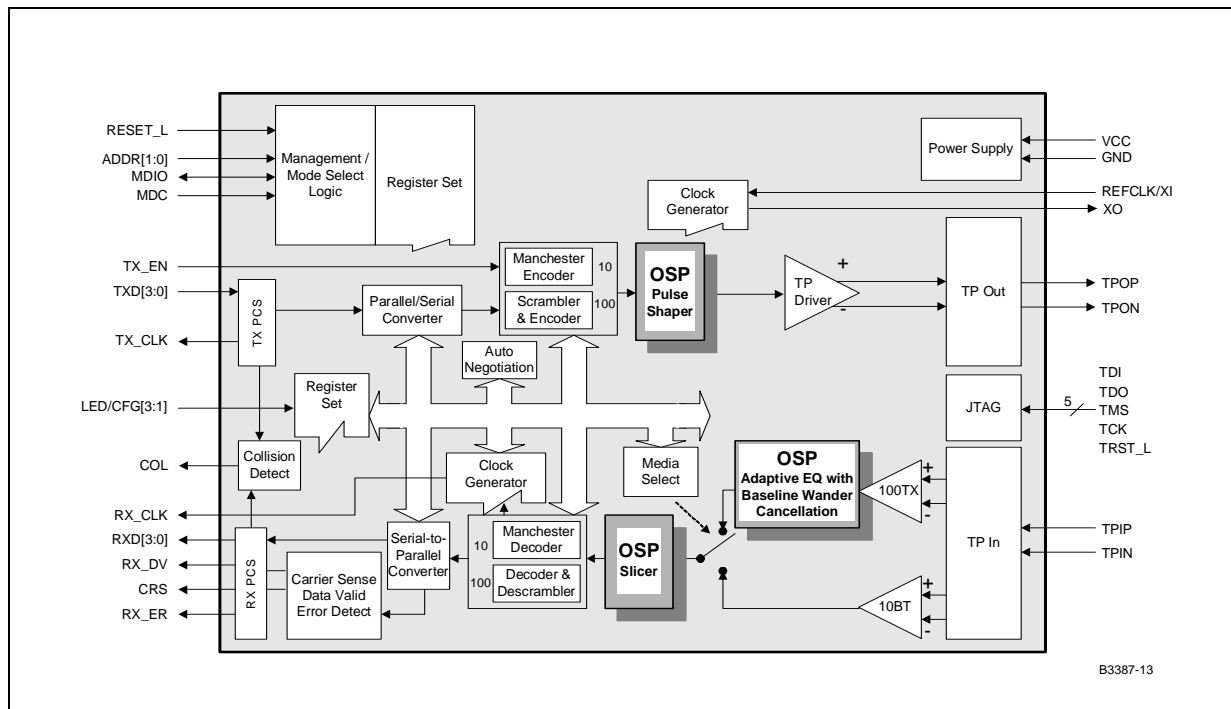 RESET_L
ADDR[1:0]
MDIO
MDC
Management /
Mode Select
Logic
Register Set
Power Supply
VCC
GND
Clock
Generator
REFCLK/XI
XO
TX_EN
TXD[3:0]
TX_CLK
TX PCS
Parallel/Serial
Converter
Manchester
Encoder
10
Scrambler
& Encoder
100
OSP
Pulse
Shaper
TP
Driver
+
-
TP Out
TPOP
TPON
Auto
Negotiation
LED/CFG[3:1]
Register
Set
JTAG
5
TDI
TDO
TMS
TCK
TRST_L
COL
Collision
Detect
Clock
Generator
Media
Select
OSP
Adaptive EQ with
Baseline Wander
Cancellation
100TX
+
-
TP In
TPIP
TPIN
RX_CLK
RXD[3:0]
RX_DV
CRS
RX_ER
RX PCS
Carrier Sense
Data Valid
Error Detect
Serial-to-
Parallel
Converter
10
Manchester
Decoder
100
Decoder &
Descrambler
OSP
Slicer
10BT
+
-
B3387-13